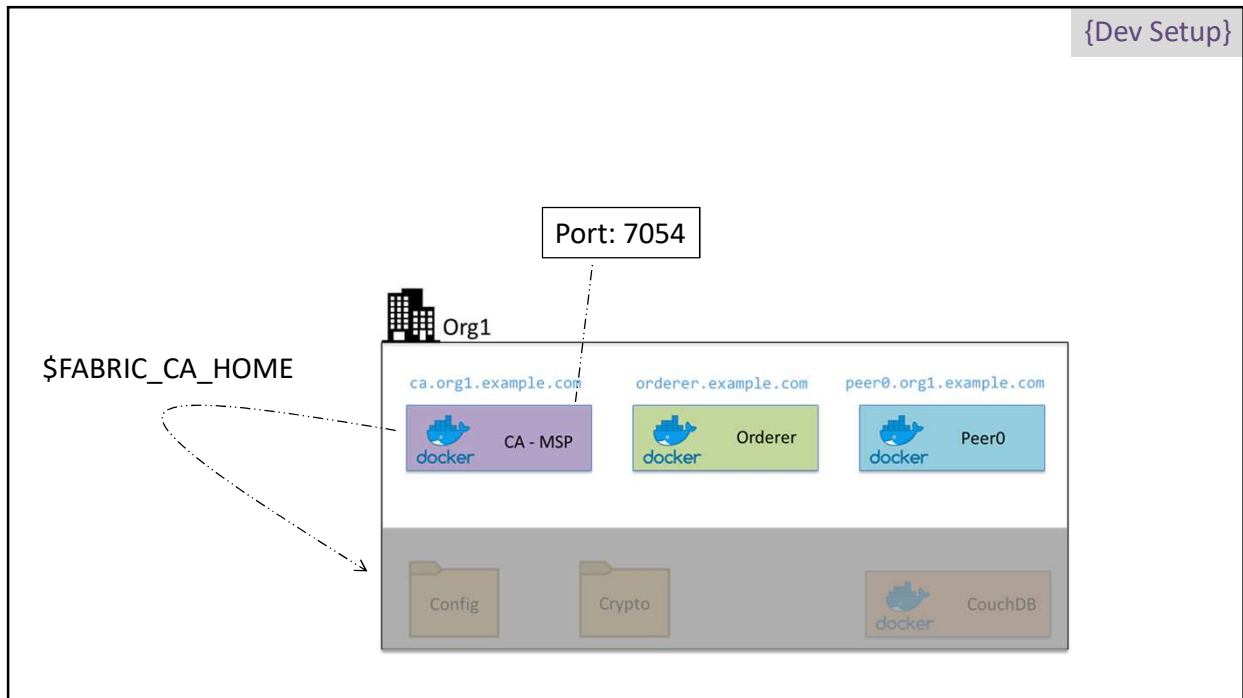 {Dev Setup}
Port: 7054
Org1
$FABRIC_CA_HOME
ca.org1.example.com
orderer.example.com
peer0.org1.example.com
docker
CA - MSP
docker
Orderer
docker
Peer0
Config
Crypto
docker
CouchDB